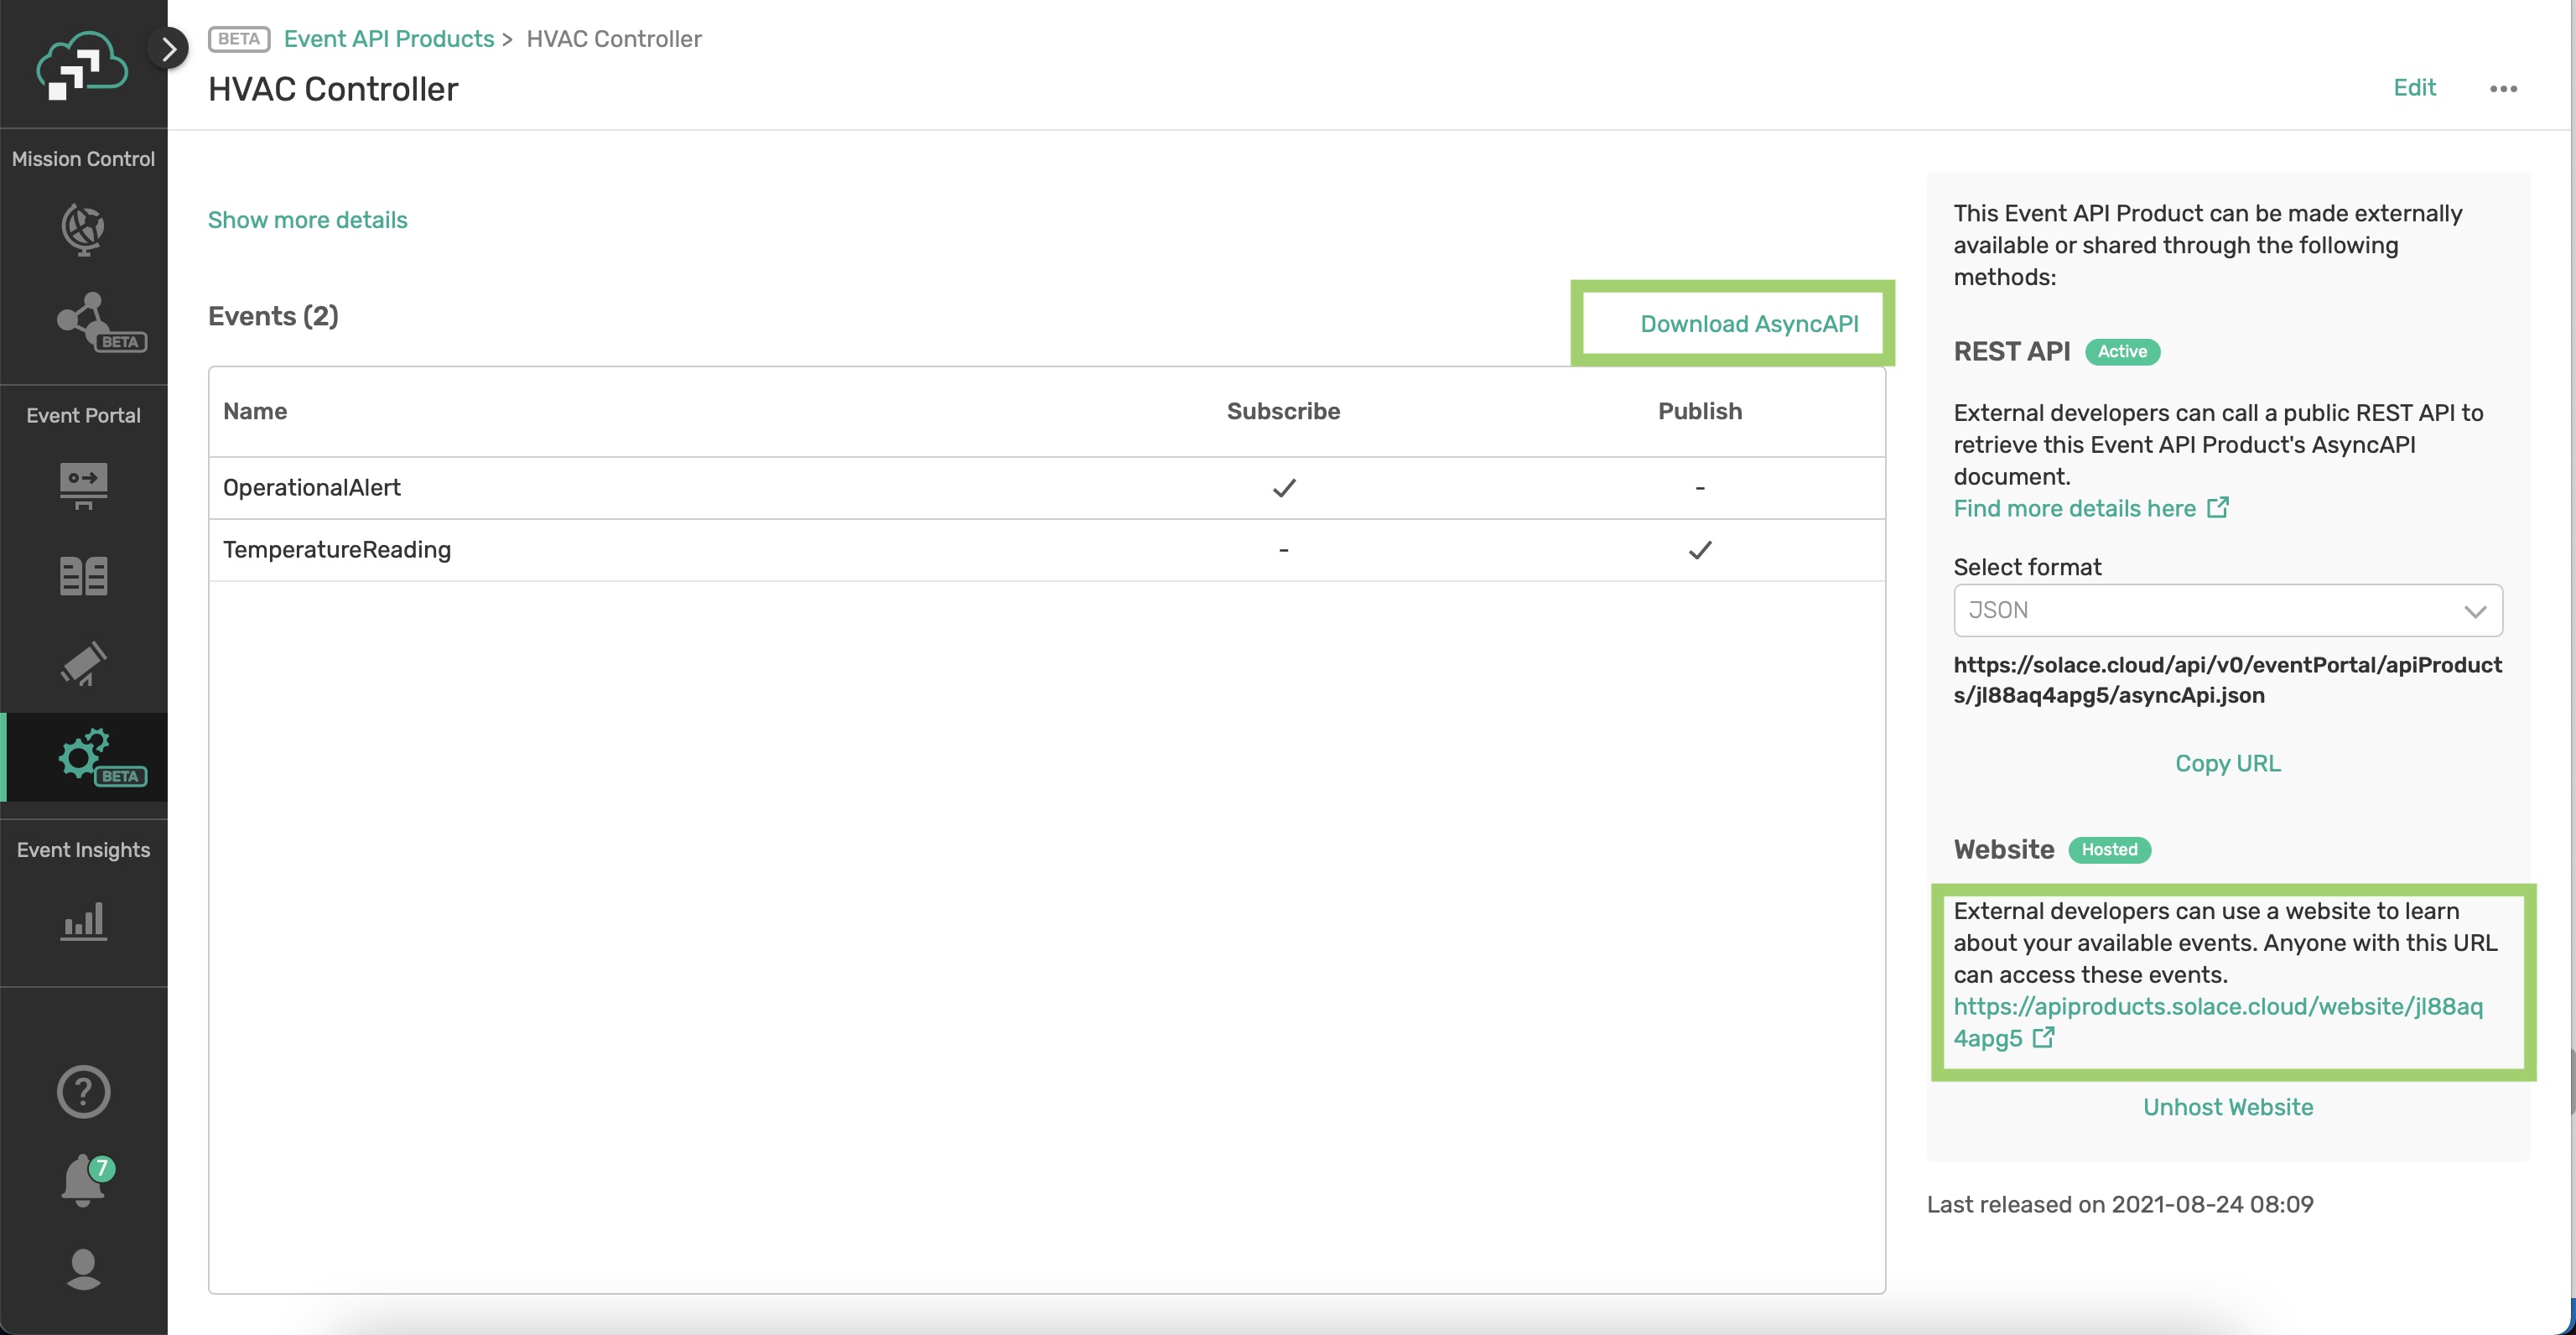 BETA Event API Products > HVAC Controller
HVAC Controller
Edit
Mission Control
BETA
Event Portal
BETA
Event Insights
?
7
Show more details
Events (2)
Download AsyncAPI
Name Subscribe Publish
OperationalAlert -
TemperatureReading -
This Event API Product can be made externally
available or shared through the following
methods:
REST API Active
External developers can call a public REST API to
retrieve this Event API Product's AsyncAPI
document.
Find more details here
Select format
JSON
https://solace.cloud/api/v0/eventPortal/apiProduct
s/jl88aq4apg5/asyncApi.json
Copy URL
Website Hosted
External developers can use a website to learn
about your available events. Anyone with this URL
can access these events.
https://apiproducts.solace.cloud/website/jl88aq
4apg5
Unhost Website
Last released on 2021-08-24 08:09